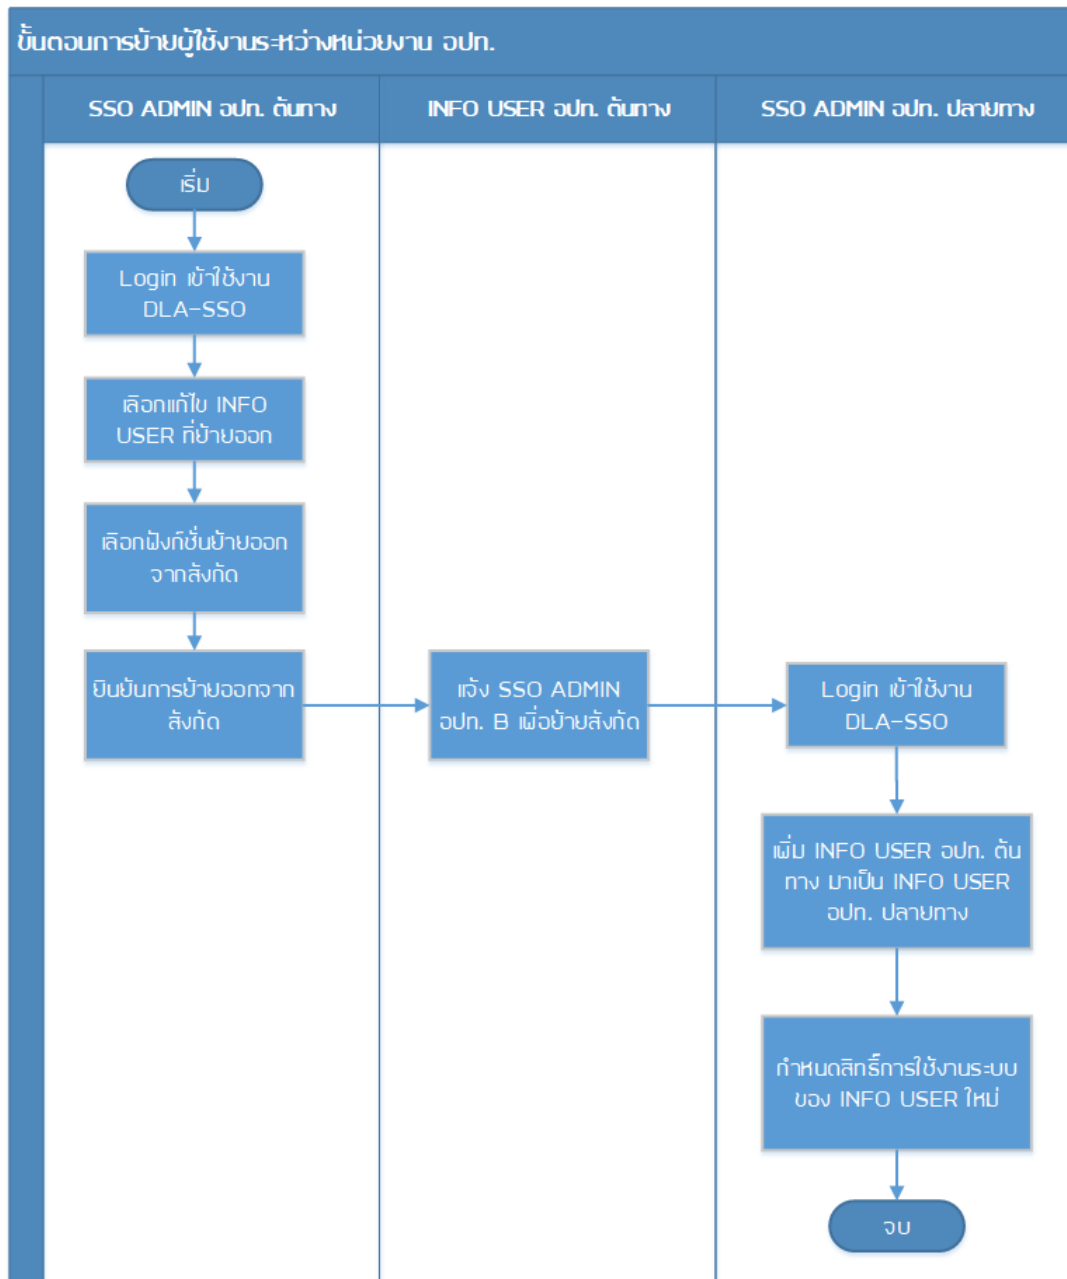 ขั้นตอนการย้ายผู้ใช้งานระหว่างหน่วยงาน อปท.
SSO ADMIN อปท. ต้นทาง
INFO USER อปท. ต้นทาง
SSO ADMIN อปท. ปลายทาง
เริ่ม
Login เข้าใช้งาน
DLA-SSO
เลือกแก้ไข INFO
USER ที่ย้ายออก
เลือกฟังก์ชั่นย้ายออก
จากสังกัด
ยืนยันการย้ายออกจาก
สังกัด
แจ้ง SSO ADMIN
อปท. B เพื่อย้ายสังกัด
Login เข้าใช้งาน
DLA-SSO
เพิ่ม INFO USER อปท. ต้น
ทาง มาเป็น INFO USER
อปท. ปลายทาง
กำหนดสิทธิ์การใช้งานระบบ
ของ INFO USER ใหม่
จบ